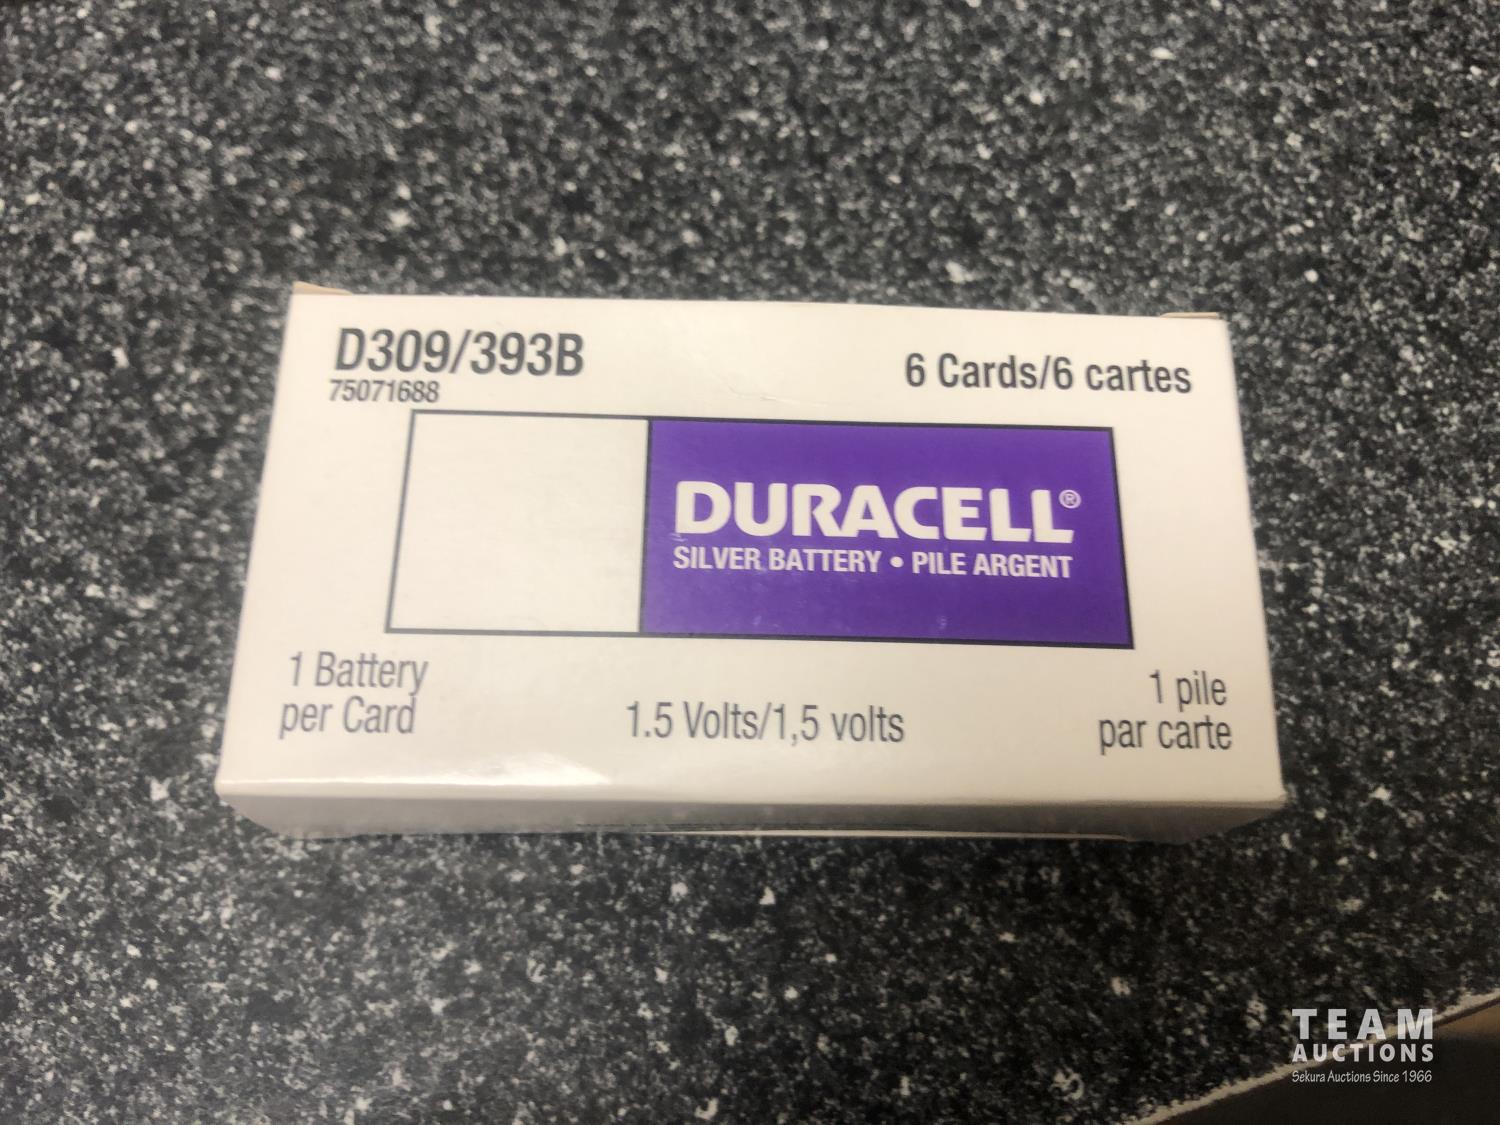 D309/393B
75071688
6 Cards/6 cartes
DURACELL®
SILVER BATTERY • PILE ARGENT
1 Battery
per Card
1.5 Volts/1,5 volts
1 pile
par carte
TEAM
AUCTIONS
Sekura Auctions Since 1966